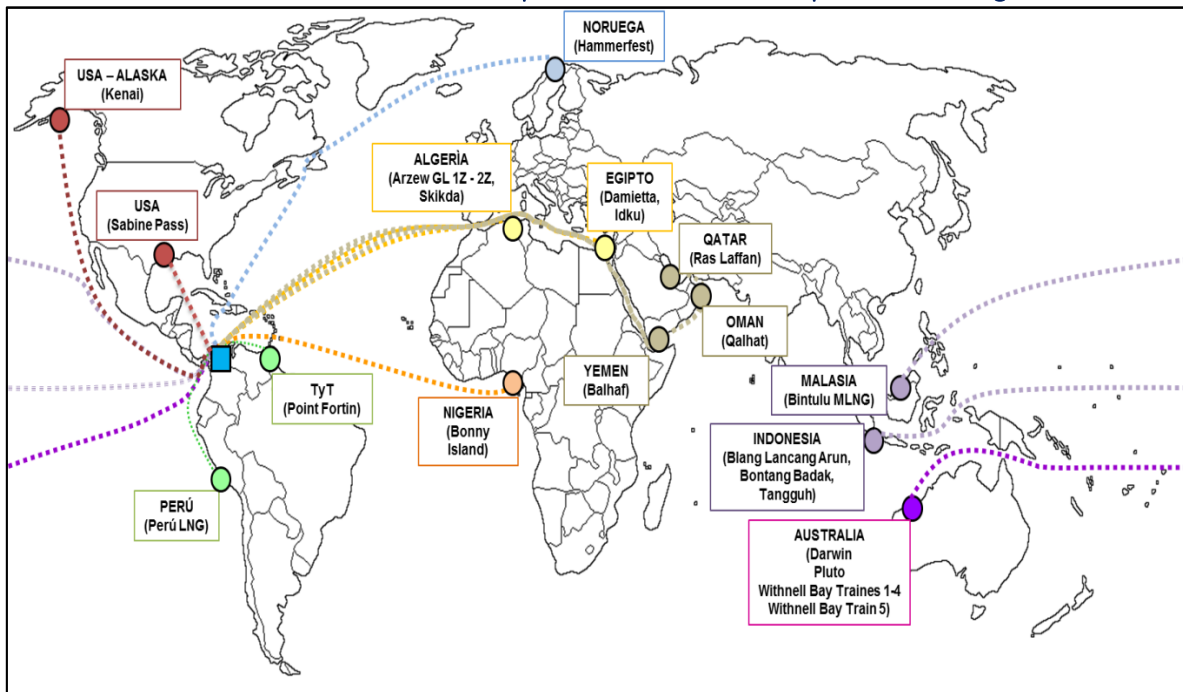 NORUEGA
(Hammerfest)
USA – ALASKA
(Kenai)
ALGERÌA
(Arzew GL 1Z - 2Z,
Skikda)
EGIPTO
(Damietta,
Idku)
USA
(Sabine Pass)
QATAR
(Ras Laffan)
OMAN
(Qalhat)
YEMEN
(Balhaf)
TyT
(Point Fortin)
NIGERIA
(Bonny
Island)
MALASIA
(Bintulu MLNG)
INDONESIA
(Blang Lancang Arun,
Bontang Badak,
Tangguh)
PERÚ
(Perú LNG)
AUSTRALIA
(Darwin
Pluto
Withnell Bay Traines 1-4
Withnell Bay Train 5)